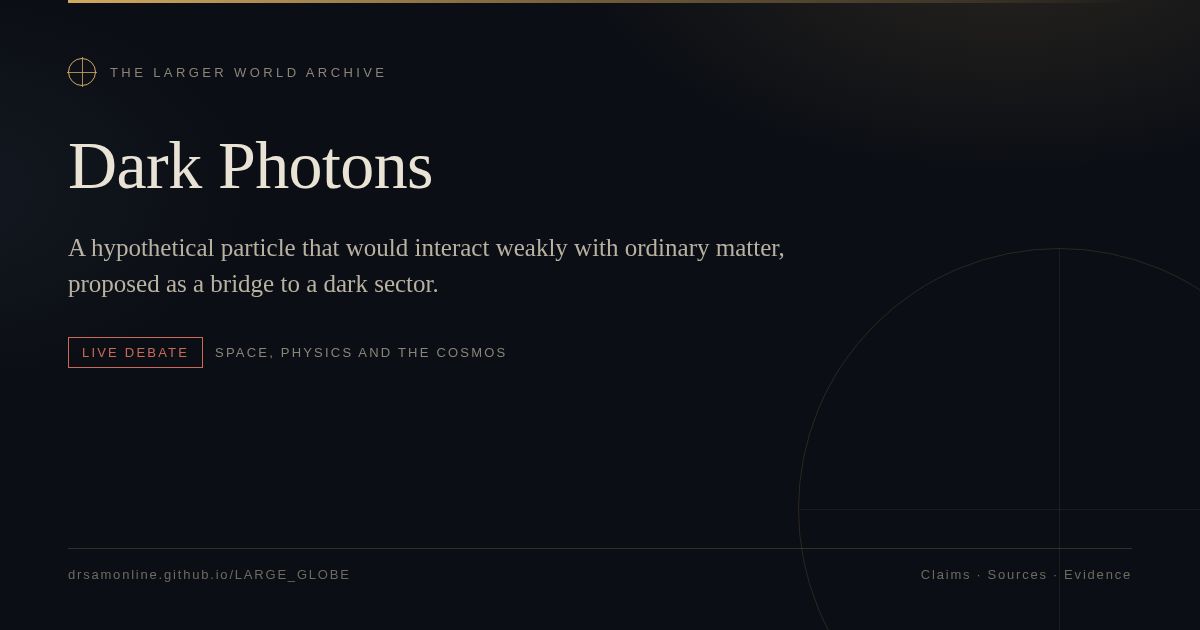 THE LARGER WORLD ARCHIVE
Dark Photons
A hypothetical particle that would interact weakly with ordinary matter,
proposed as a bridge to a dark sector.
LIVE DEBATE SPACE, PHYSICS AND THE COSMOS
drsamonline.github.io/LARGE_GLOBE Claims · Sources · Evidence